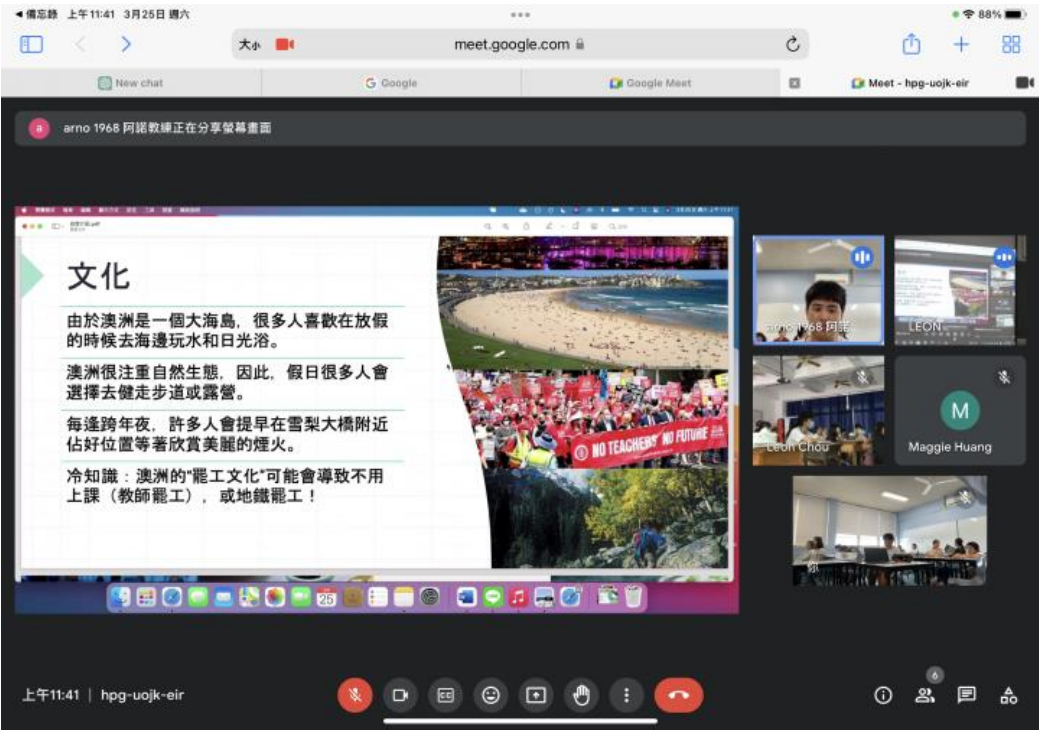 備忘錄 上午11:41 3月25日 週六
88%
大小
meet.google.com
New chat
Google
Google Meet
Meet - hpg-uojk-eir
a
arno 1968 阿諾教練正在分享螢幕畫面
文化
由於澳洲是一個大海島，很多人喜歡在放假
的時候去海邊玩水和日光浴。
澳洲很注重自然生態，因此，假日很多人會
選擇去健走步道或露營。
每逢跨年夜，許多人會提早在雪梨大橋附近
佔好位置等著欣賞美麗的煙火。
冷知識：澳洲的“罷工文化”可能會導致不用
上課（教師罷工），或地鐵罷工！
NO TEACHERS NO FUTURE
25
arno 1968 阿諾
LEON
Leon Chou
M
Maggie Huang
你
上午11:41 | hpg-uojk-eir
CC
6